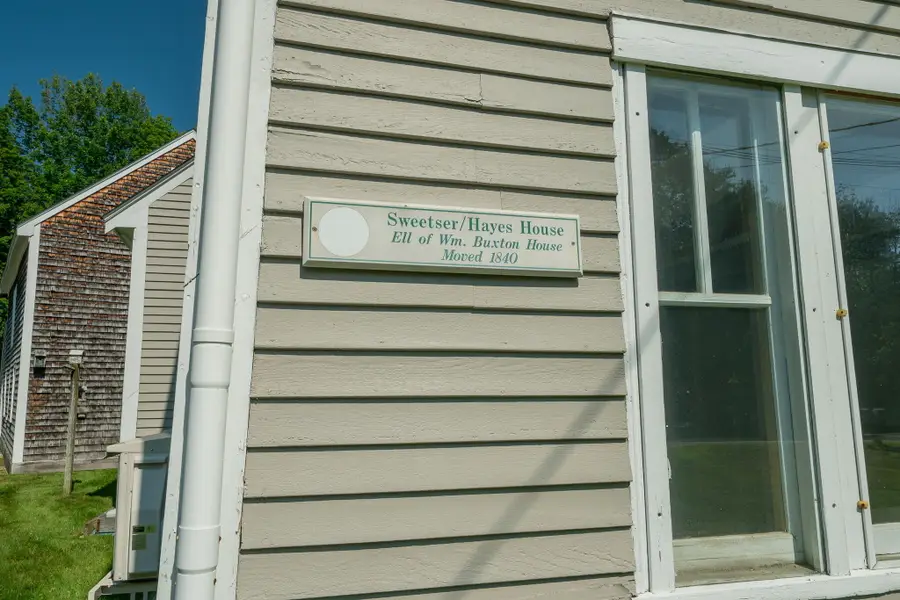 Sweetser/Hayes House
Ell of Wm. Buxton House
Moved 1840